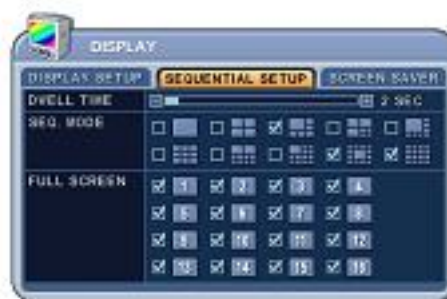 DISPLAY
DISPLAY SETUP SEQUENTIAL SETUP SCREEN SAVER
DWELL TIME 2 SEC
SEQ. MODE
FULL SCREEN 1 2 3 4
5 6 7 8
9 10 11 12
13 14 15 16